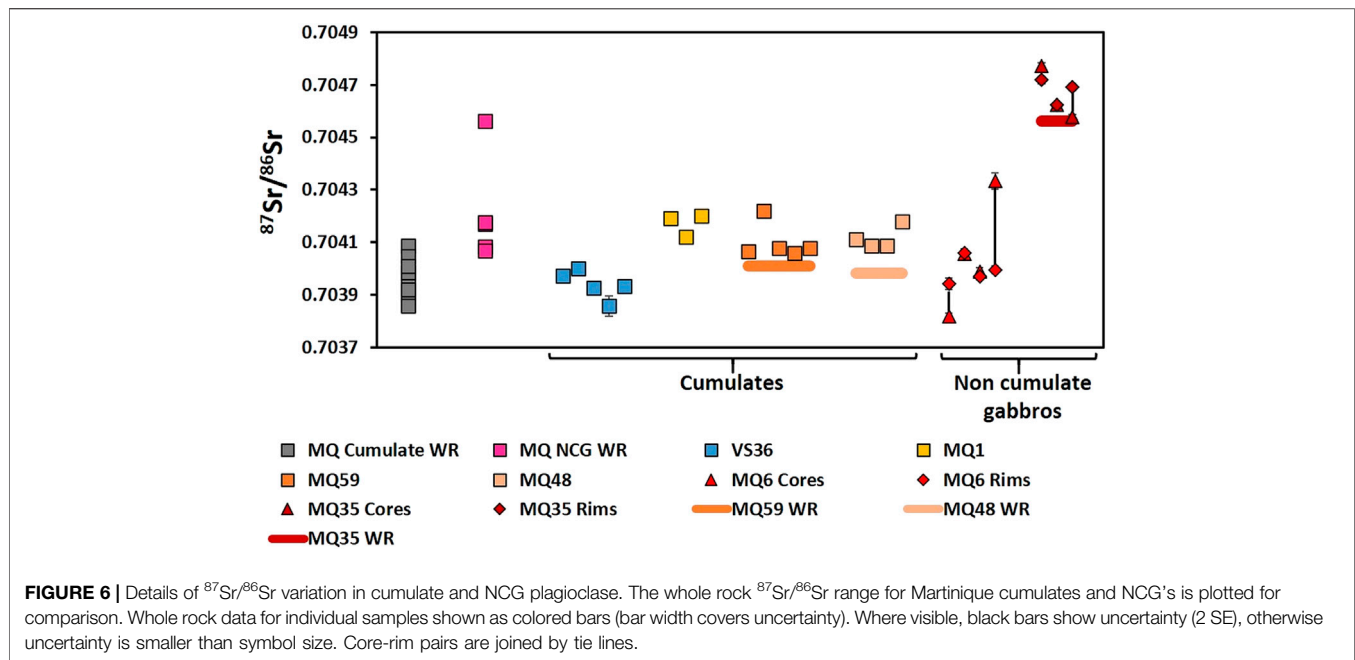 0.7049
0.7047
0.7045
0.7043
0.7041
0.7039
0.7037
⁸⁷Sr/⁸⁶Sr
Cumulates
Non cumulate
gabbros
MQ Cumulate WR MQ NCG WR VS36 MQ1
MQ59 MQ48 MQ6 Cores MQ6 Rims
MQ35 Cores MQ35 Rims MQ59 WR MQ48 WR
MQ35 WR
FIGURE 6 | Details of ⁸⁷Sr/⁸⁶Sr variation in cumulate and NCG plagioclase. The whole rock ⁸⁷Sr/⁸⁶Sr range for Martinique cumulates and NCG's is plotted for
comparison. Whole rock data for individual samples shown as colored bars (bar width covers uncertainty). Where visible, black bars show uncertainty (2 SE), otherwise
uncertainty is smaller than symbol size. Core-rim pairs are joined by tie lines.